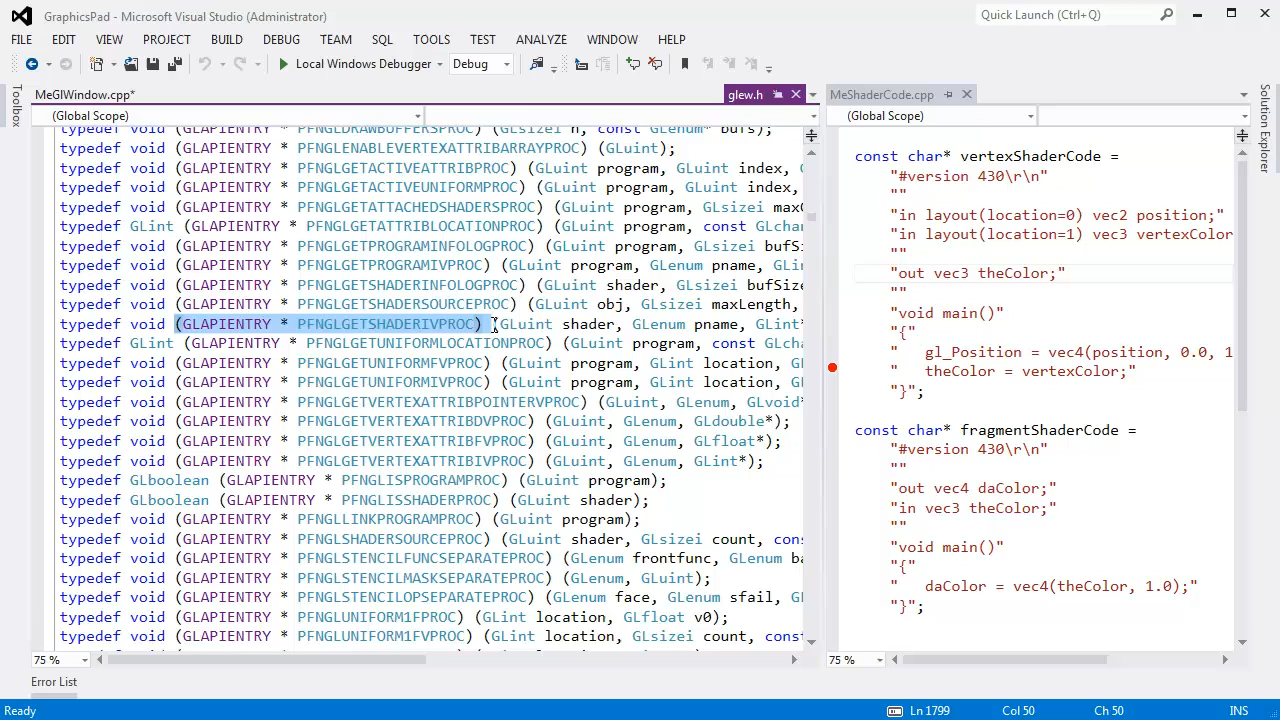 GraphicsPad - Microsoft Visual Studio (Administrator)
Quick Launch (Ctrl+Q)
FILE EDIT VIEW PROJECT BUILD DEBUG TEAM SQL TOOLS TEST ANALYZE WINDOW HELP
Local Windows Debugger Debug
Toolbox
MeGlWindow.cpp*
glew.h
(Global Scope)
typedef void (GLAPIENTRY * PFNGLDRAWBUFFERSPROC) (GLsizei n, const GLenum* bufs);
typedef void (GLAPIENTRY * PFNGLENABLEVERTEXATTRIBARRAYPROC) (GLuint);
typedef void (GLAPIENTRY * PFNGLGETACTIVEATTRIBPROC) (GLuint program, GLuint index,
typedef void (GLAPIENTRY * PFNGLGETACTIVEUNIFORMPROC) (GLuint program, GLuint index,
typedef void (GLAPIENTRY * PFNGLGETATTACHEDSHADERSPROC) (GLuint program, GLsizei max
typedef GLint (GLAPIENTRY * PFNGLGETATTRIBLOCATIONPROC) (GLuint program, const GLcha
typedef void (GLAPIENTRY * PFNGLGETPROGRAMINFOLOGPROC) (GLuint program, GLsizei bufSi
typedef void (GLAPIENTRY * PFNGLGETPROGRAMIVPROC) (GLuint program, GLenum pname, GLin
typedef void (GLAPIENTRY * PFNGLGETSHADERINFOLOGPROC) (GLuint shader, GLsizei bufSize
typedef void (GLAPIENTRY * PFNGLGETSHADERSOURCEPROC) (GLuint obj, GLsizei maxLength,
typedef void (GLAPIENTRY * PFNGLGETSHADERIVPROC) (GLuint shader, GLenum pname, GLint*
typedef GLint (GLAPIENTRY * PFNGLGETUNIFORMLOCATIONPROC) (GLuint program, const GLcha
typedef void (GLAPIENTRY * PFNGLGETUNIFORMFVPROC) (GLuint program, GLint location, G
typedef void (GLAPIENTRY * PFNGLGETUNIFORMIVPROC) (GLuint program, GLint location, G
typedef void (GLAPIENTRY * PFNGLGETVERTEXATTRIBPOINTERVPROC) (GLuint, GLenum, GLvoid*
typedef void (GLAPIENTRY * PFNGLGETVERTEXATTRIBDVPROC) (GLuint, GLenum, GLdouble*);
typedef void (GLAPIENTRY * PFNGLGETVERTEXATTRIBFVPROC) (GLuint, GLenum, GLfloat*);
typedef void (GLAPIENTRY * PFNGLGETVERTEXATTRIBIVPROC) (GLuint, GLenum, GLint*);
typedef GLboolean (GLAPIENTRY * PFNGLISPROGRAMPROC) (GLuint program);
typedef GLboolean (GLAPIENTRY * PFNGLISSHADERPROC) (GLuint shader);
typedef void (GLAPIENTRY * PFNGLLINKPROGRAMPROC) (GLuint program);
typedef void (GLAPIENTRY * PFNGLSHADERSOURCEPROC) (GLuint shader, GLsizei count, cons
typedef void (GLAPIENTRY * PFNGLSTENCILFUNCSEPARATEPROC) (GLenum frontfunc, GLenum ba
typedef void (GLAPIENTRY * PFNGLSTENCILMASKSEPARATEPROC) (GLenum, GLuint);
typedef void (GLAPIENTRY * PFNGLSTENCILOPSEPARATEPROC) (GLenum face, GLenum sfail, GL
typedef void (GLAPIENTRY * PFNGLUNIFORM1FPROC) (GLint location, GLfloat v0);
typedef void (GLAPIENTRY * PFNGLUNIFORM1FVPROC) (GLint location, GLsizei count, const
75 %
MeShaderCode.cpp
(Global Scope)
const char* vertexShaderCode =
"#version 430\r\n"
""
"in layout(location=0) vec2 position;"
"in layout(location=1) vec3 vertexColor
""
"out vec3 theColor;"
""
"void main()"
"{"
"   gl_Position = vec4(position, 0.0, 1
"   theColor = vertexColor;"
"}";
const char* fragmentShaderCode =
"#version 430\r\n"
""
"out vec4 daColor;"
"in vec3 theColor;"
""
"void main()"
"{"
"   daColor = vec4(theColor, 1.0);"
"}";
75 %
Solution Explorer
Error List
Ready
Ln 1799 Col 50 Ch 50 INS